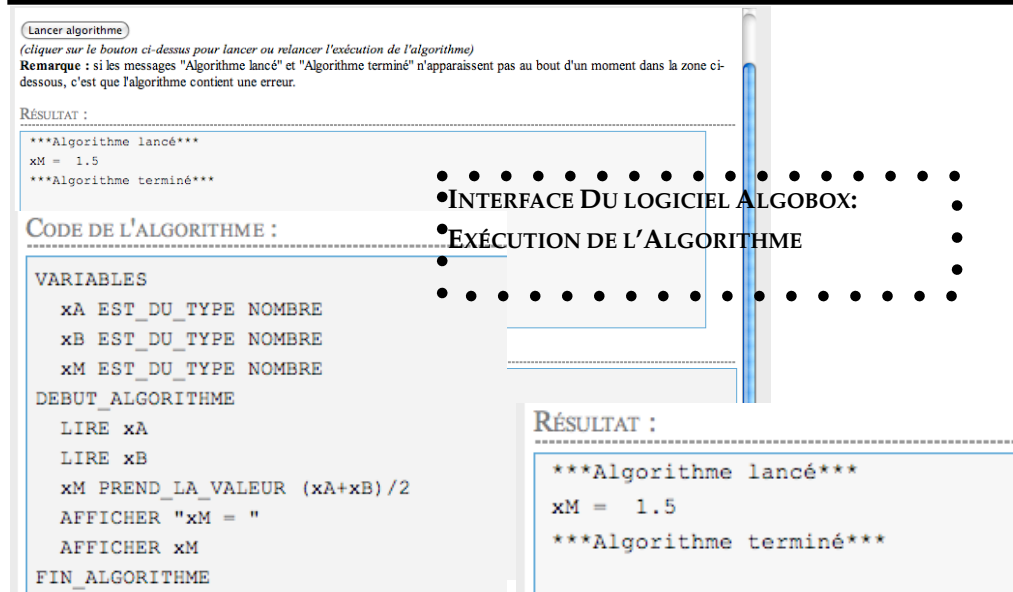 Lancer algorithme
(cliquer sur le bouton ci-dessus pour lancer ou relancer l'exécution de l'algorithme)
Remarque : si les messages "Algorithme lancé" et "Algorithme terminé" n'apparaissent pas au bout d'un moment dans la zone ci-
dessous, c'est que l'algorithme contient une erreur.
RÉSULTAT :
***Algorithme lancé***
xM = 1.5
***Algorithme terminé***
INTERFACE DU LOGICIEL ALGOBOX:
EXÉCUTION DE L'ALGORITHME
CODE DE L'ALGORITHME :
VARIABLES
xA EST_DU_TYPE NOMBRE
xB EST_DU_TYPE NOMBRE
xM EST_DU_TYPE NOMBRE
DEBUT_ALGORITHME
LIRE xA
LIRE xB
xM PREND_LA_VALEUR (xA+xB)/2
AFFICHER "xM = "
AFFICHER xM
FIN_ALGORITHME
RÉSULTAT :
***Algorithme lancé***
xM = 1.5
***Algorithme terminé***